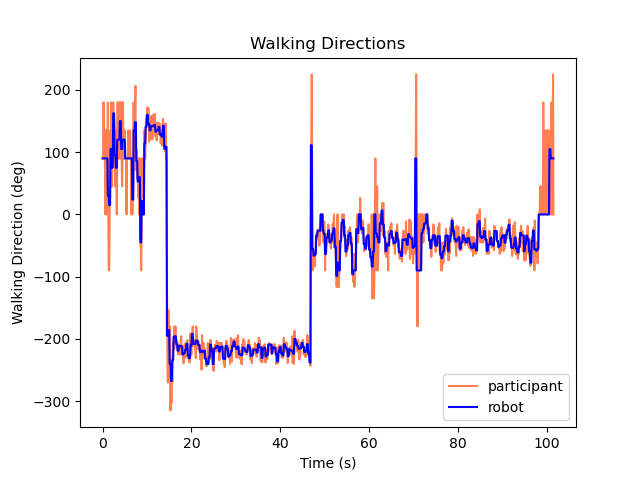 Walking Directions
Walking Direction (deg)
200
100
0
−100
−200
−300
0
20
40
60
80
100
Time (s)
participant
robot